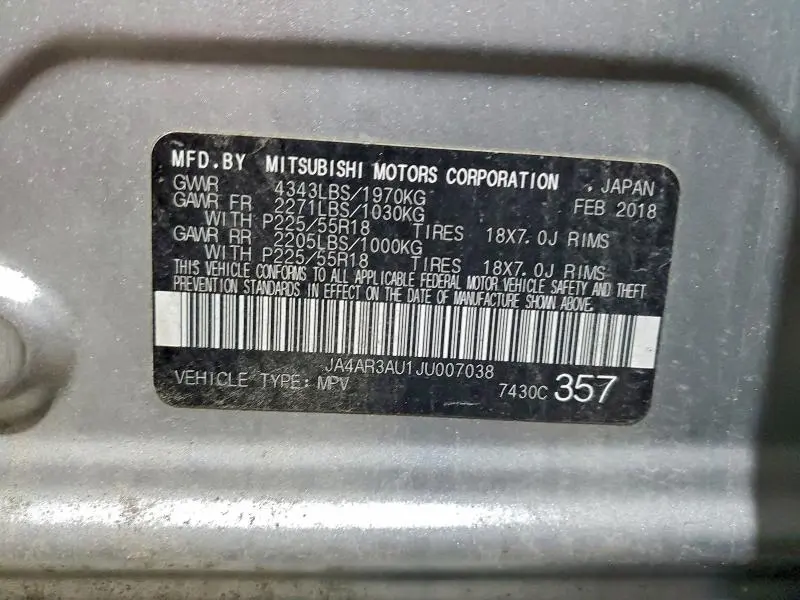 MFD.BY MITSUBISHI MOTORS CORPORATION , JAPAN
GWWR 4343LBS/1970KG FEB 2018
GAWR FR 2271LBS/1030KG
WITH P225/55R18 TIRES 18X7.0J RIMS
GAWR RR 2205LBS/1000KG
WITH P225/55R18 TIRES 18X7.0J RIMS
THIS VEHICLE CONFORMS TO ALL APPLICABLE FEDERAL MOTOR VEHICLE SAFETY AND THEFT
PREVENTION STANDARDS IN EFFECT ON THE DATE OF MANUFACTURE SHOWN ABOVE.
JA4AR3AU1JU007038
VEHICLE TYPE: MPV 7430C 357